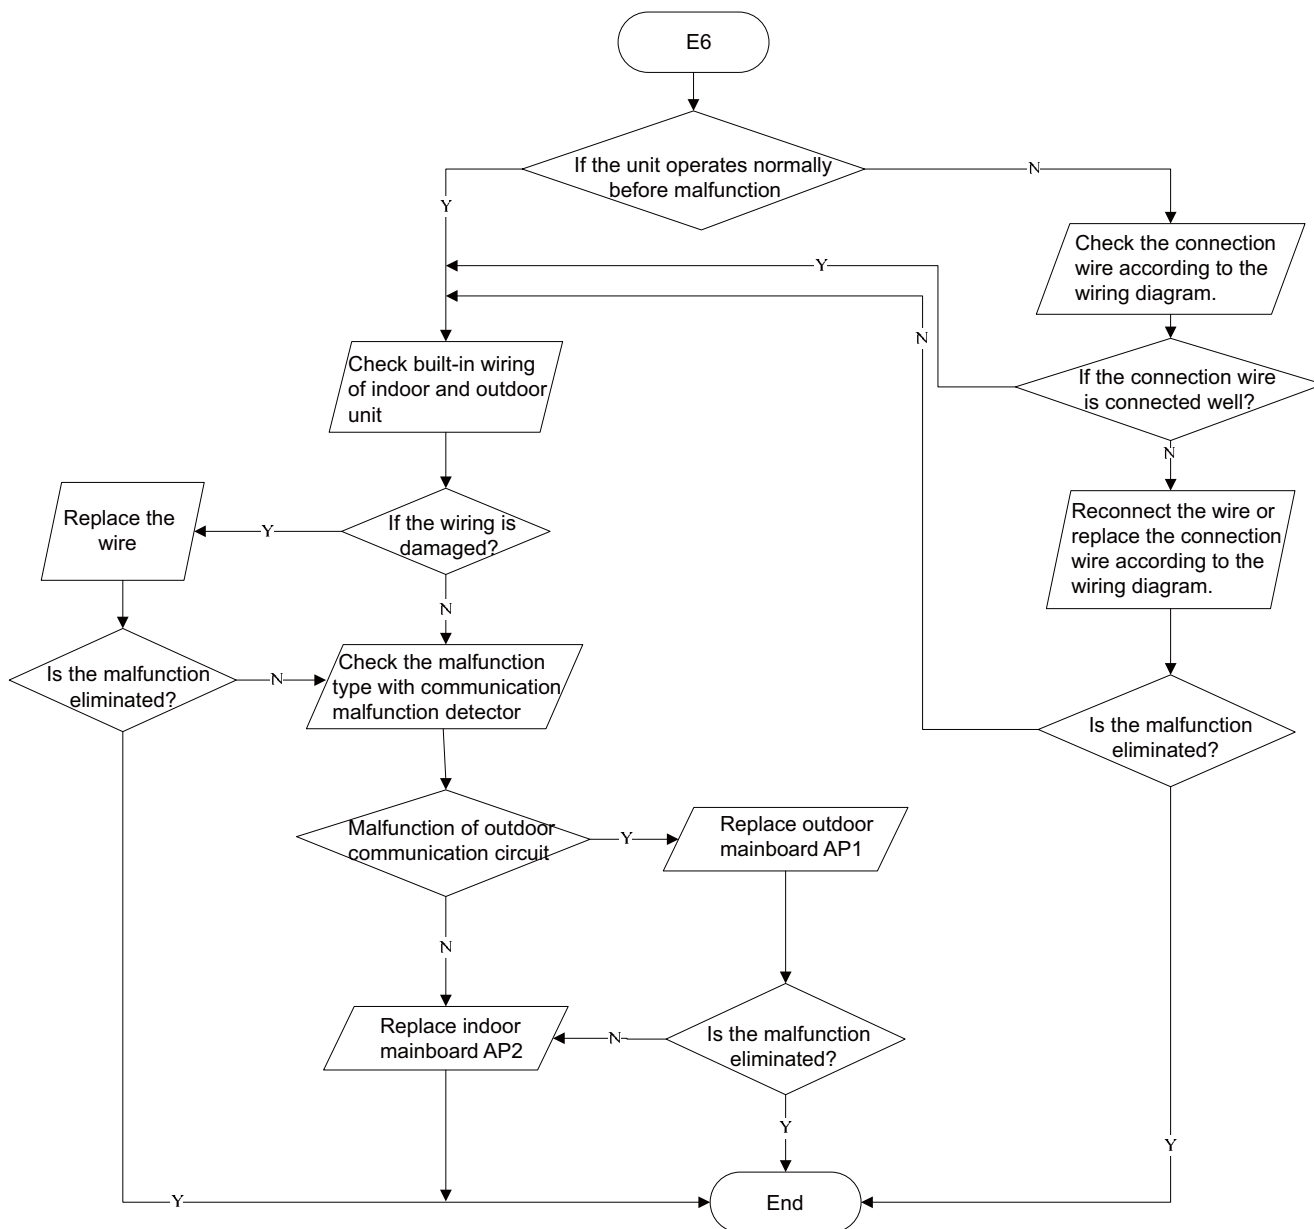 E6
If the unit operates normally
before malfunction
N
Y
Check the connection
wire according to the
wiring diagram.
Y
N
Check built-in wiring
of indoor and outdoor
unit
If the connection wire
is connected well?
N
Replace the
wire
Y
If the wiring is
damaged?
Reconnect the wire or
replace the connection
wire according to the
wiring diagram.
N
Is the malfunction
eliminated?
N
Check the malfunction
type with communication
malfunction detector
Is the malfunction
eliminated?
Malfunction of outdoor
communication circuit
Y
Replace outdoor
mainboard AP1
N
Replace indoor
mainboard AP2
N
Is the malfunction
eliminated?
Y
Y
Y
End